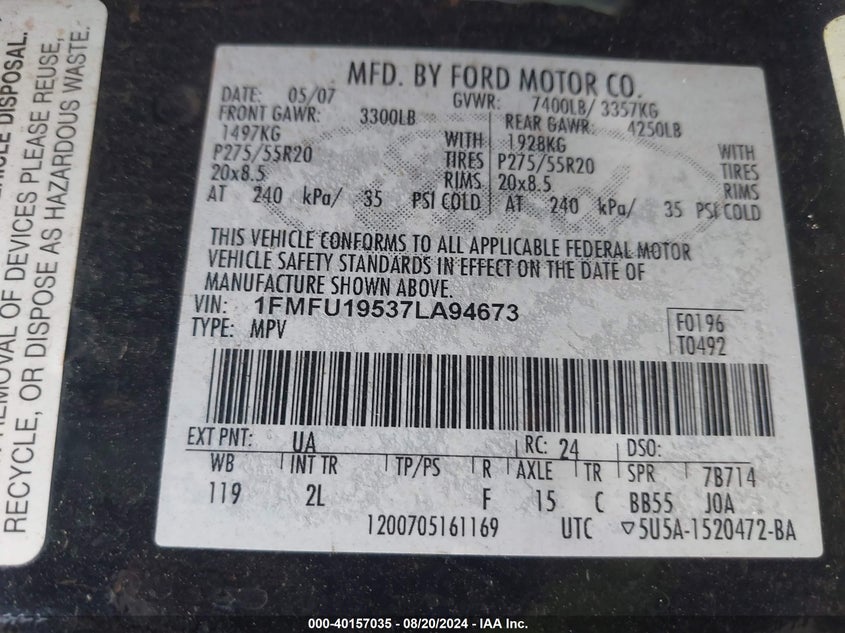 VEHICLE DISPOSAL.
REMOVAL OF DEVICES PLEASE REUSE,
RECYCLE, OR DISPOSE AS HAZARDOUS WASTE.
MFD. BY FORD MOTOR CO.
DATE: 05/07 GVWR: 7400LB/ 3357KG
FRONT GAWR: 3300LB REAR GAWR: 4250LB
1497KG WITH 1928KG WITH
P275/55R20 TIRES P275/55R20 TIRES
20x8.5 RIMS 20x8.5 RIMS
AT 240 kPa/ 35 PSI COLD AT 240 kPa/ 35 PSI COLD
THIS VEHICLE CONFORMS TO ALL APPLICABLE FEDERAL MOTOR
VEHICLE SAFETY STANDARDS IN EFFECT ON THE DATE OF
MANUFACTURE SHOWN ABOVE.
VIN: 1FMFU19537LA94673
TYPE: MPV
F0196
T0492
EXT PNT: UA RC: 24 DSO:
WB INT TR TP/PS R AXLE TR SPR 7B714
119 2L F 15 C BB55 JOA
1200705161169 UTC ▽5U5A-1520472-BA
000-40157035 - 08/20/2024 - IAA Inc.